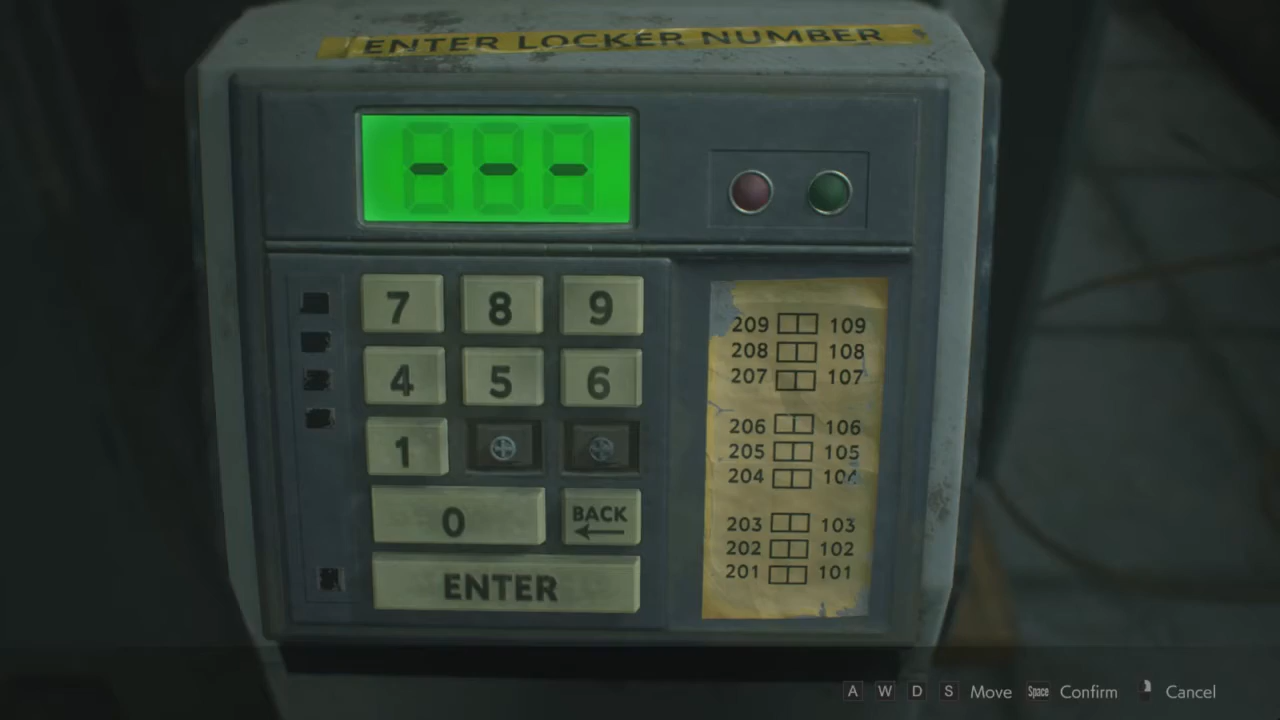 ENTER LOCKER NUMBER
- - -
7 8 9
4 5 6
1
0 BACK
ENTER
209 109
208 108
207 107
206 106
205 105
204 104
203 103
202 102
201 101
A W D S Move Space Confirm Cancel